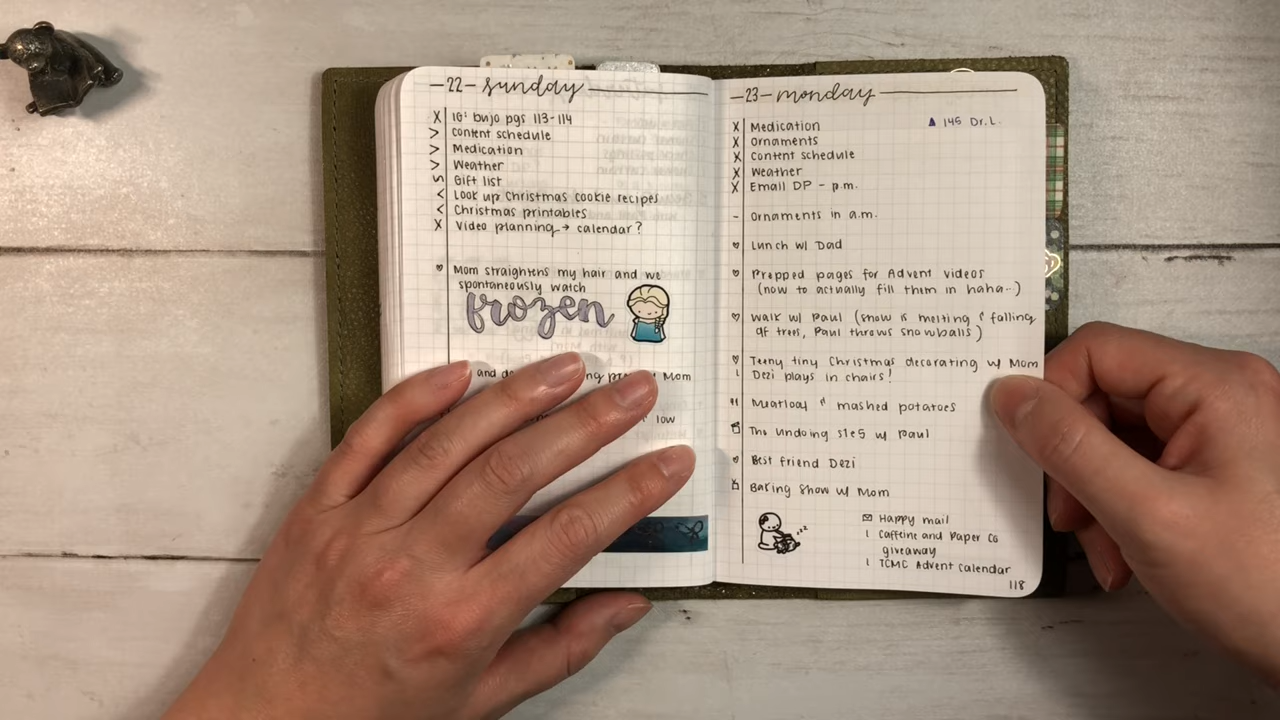 -22- sunday
X IG: bujo pgs 113-114
> Content schedule
> Medication
> Weather
Gift list
< Look up Christmas cookie recipes
< Christmas printables
X Video planning → calendar?
♡ Mom straightens my hair and we
spontaneously watch
frozen
and ng Mom
low
-23- monday
▲ 145 Dr. L.
X Medication
X Ornaments
X Content schedule
X Weather
X Email DP - p.m.
- Ornaments in a.m.
♡ Lunch w/ Dad
♡ Prepped pages for Advent videos
(now to actually fill them in haha...)
♡ Walk w/ Paul (snow is melting & falling
off trees, Paul throws snowballs)
♡ Teeny tiny Christmas decorating w/ Mom
Dezi plays in chairs!
Meatloaf & mashed potatoes
The Undoing S1E5 w/ Paul
♡ Best friend Dezi
Baking show w/ Mom
zzz
✉ Happy mail
Caffeine and Paper Co
giveaway
TCMC Advent Calendar
118